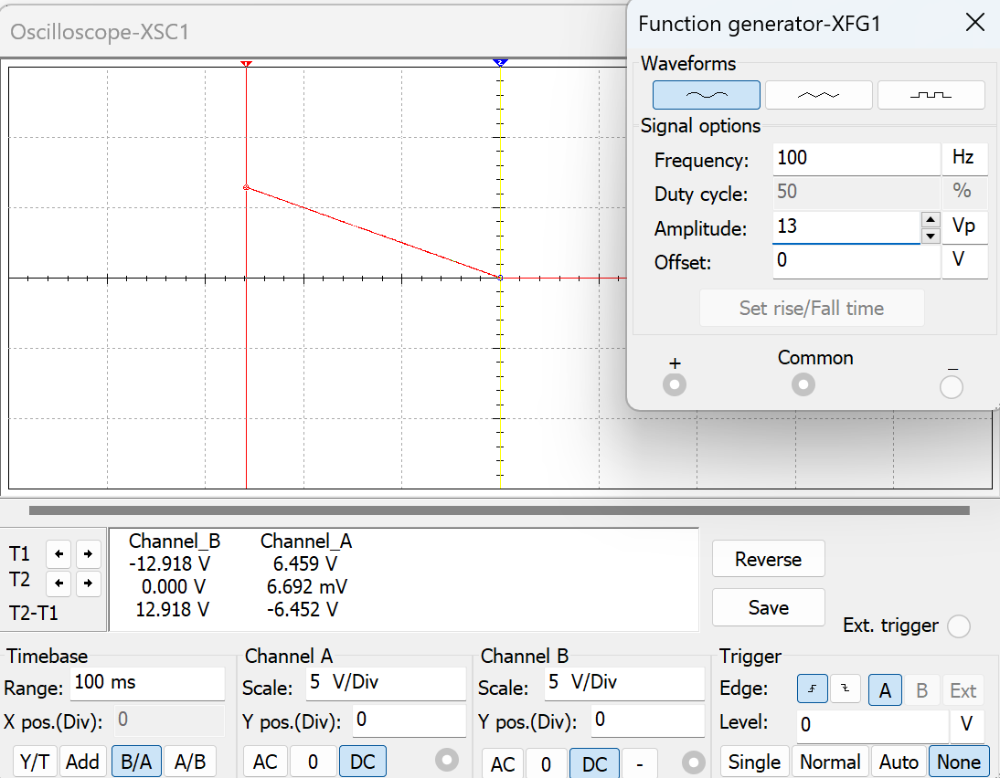 Oscilloscope-XSC1
Function generator-XFG1
Waveforms
Signal options
Frequency: 100 Hz
Duty cycle: 50 %
Amplitude: 13 Vp
Offset: 0 V
Set rise/Fall time
+ Common −
1 2
Channel_B Channel_A
T1 -12.918 V 6.459 V
T2 0.000 V 6.692 mV
T2-T1 12.918 V -6.452 V
Reverse
Save
Ext. trigger
Timebase Channel A Channel B Trigger
Range: 100 ms Scale: 5 V/Div Scale: 5 V/Div Edge: A B Ext
X pos.(Div): 0 Y pos.(Div): 0 Y pos.(Div): 0 Level: 0 V
Y/T Add B/A A/B AC 0 DC AC 0 DC - Single Normal Auto None